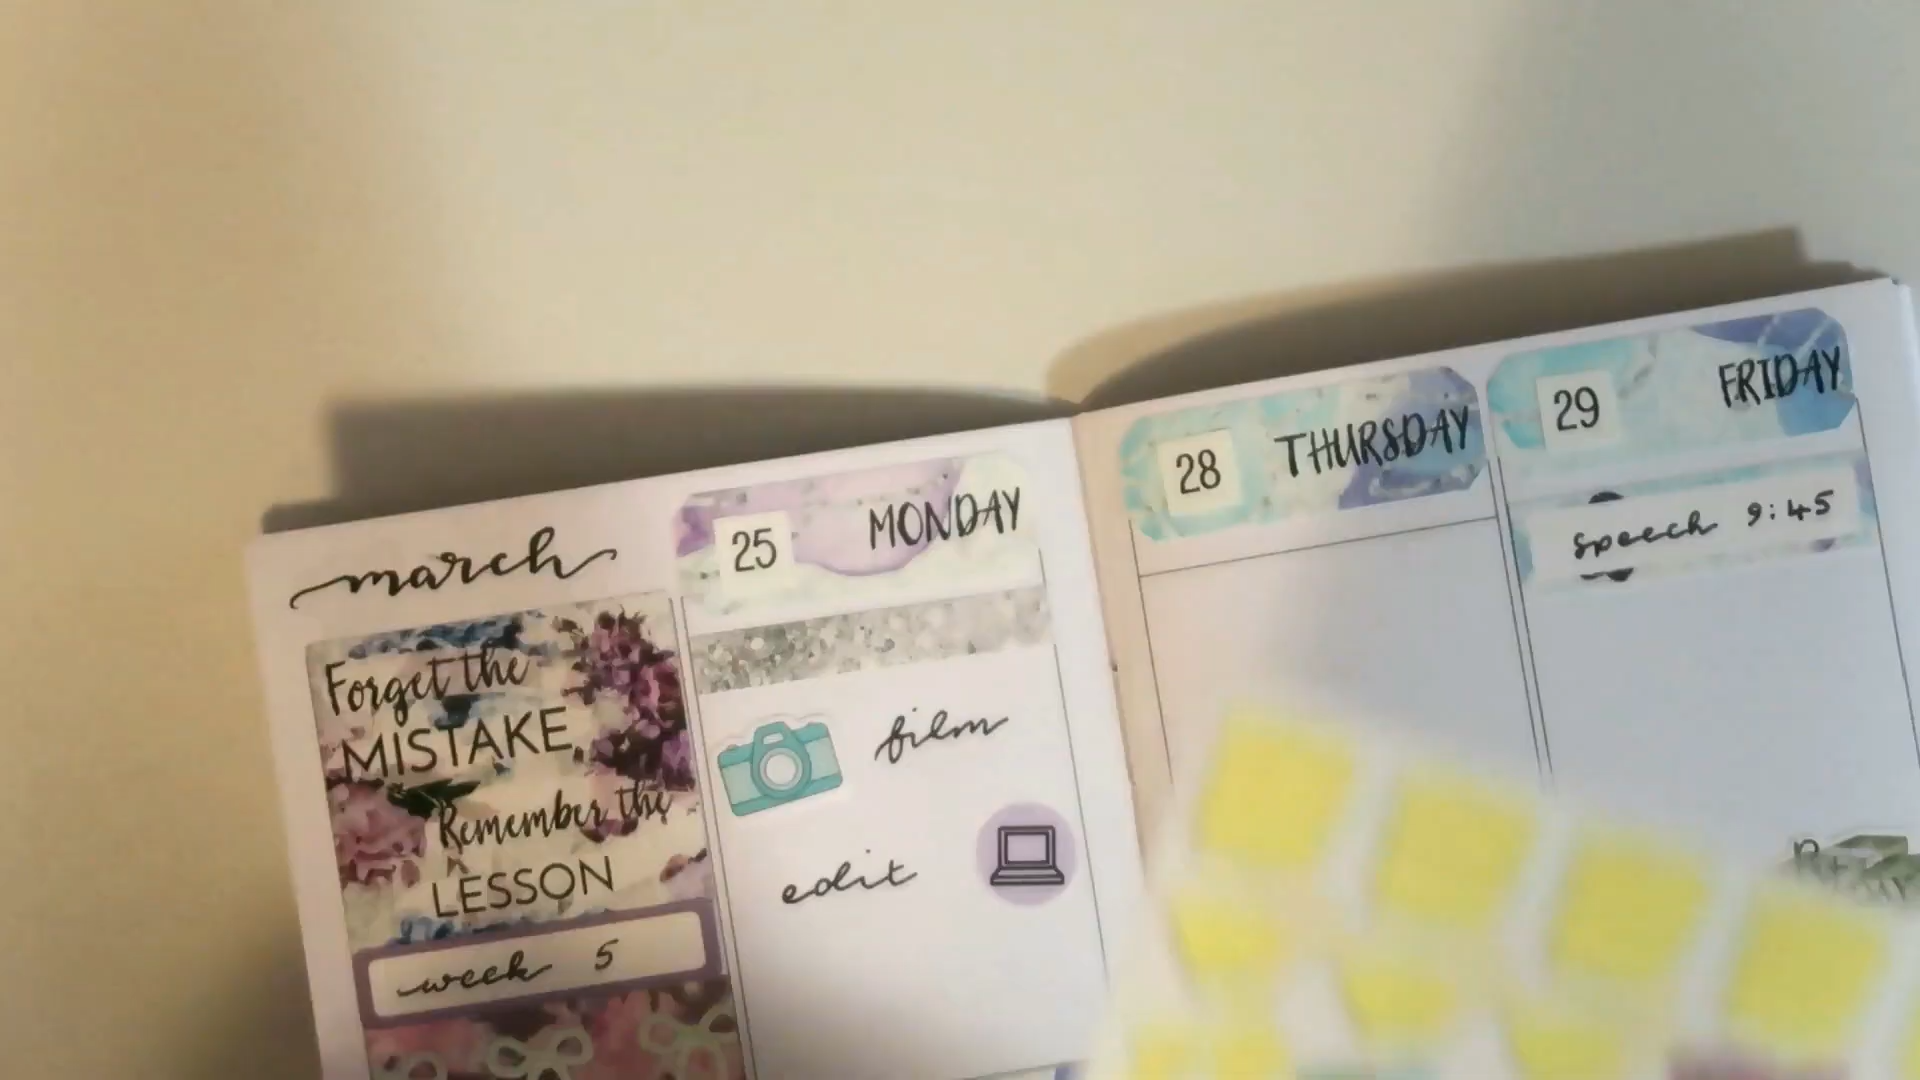 march
Forget the
MISTAKE,
Remember the
LESSON
week 5
25 MONDAY
film
edit
28 THURSDAY
29 FRIDAY
speech 9:45